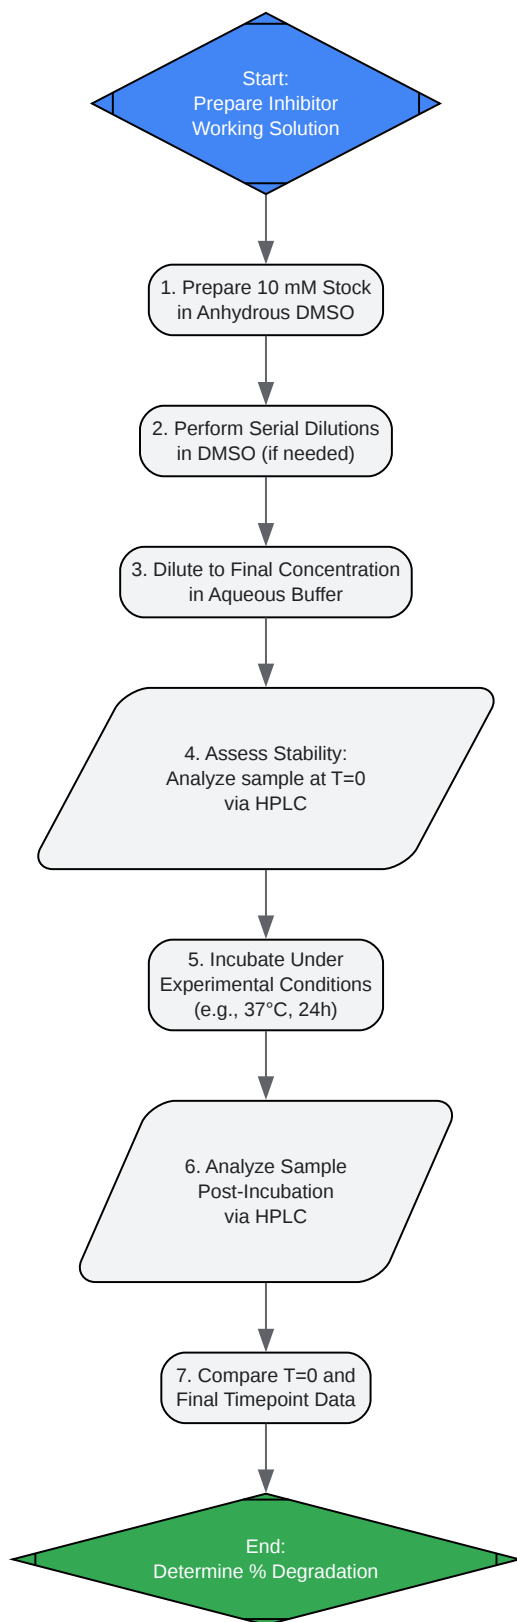 Start:
Prepare Inhibitor
Working Solution
1. Prepare 10 mM Stock
in Anhydrous DMSO
2. Perform Serial Dilutions
in DMSO (if needed)
3. Dilute to Final Concentration
in Aqueous Buffer
4. Assess Stability:
Analyze sample at T=0
via HPLC
5. Incubate Under
Experimental Conditions
(e.g., 37°C, 24h)
6. Analyze Sample
Post-Incubation
via HPLC
7. Compare T=0 and
Final Timepoint Data
End:
Determine % Degradation